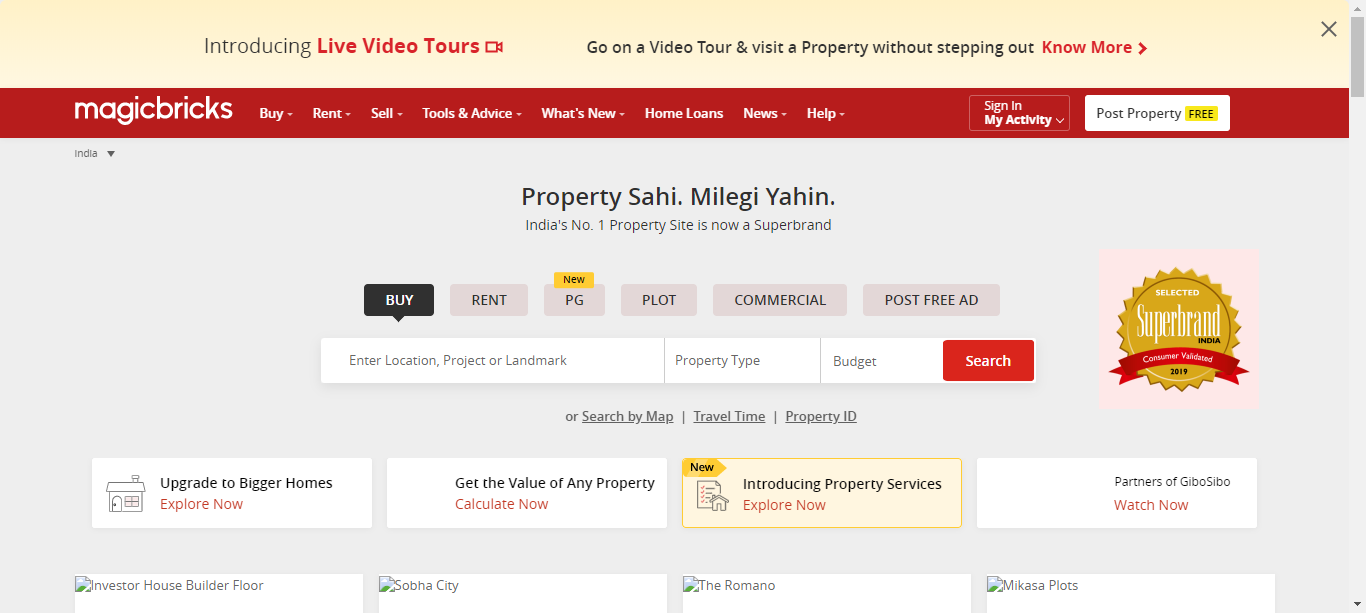 Introducing Live Video Tours
Go on a Video Tour & visit a Property without stepping out Know More
magicbricks
Buy
Rent
Sell
Tools & Advice
What's New
Home Loans
News
Help
Sign In
My Activity
Post Property FREE
India
Property Sahi. Milegi Yahin.
India's No. 1 Property Site is now a Superbrand
New
BUY
RENT
PG
PLOT
COMMERCIAL
POST FREE AD
Enter Location, Project or Landmark
Property Type
Budget
Search
or Search by Map | Travel Time | Property ID
SELECTED
Superbrand
INDIA
Consumer Validated
2019
Upgrade to Bigger Homes
Explore Now
Get the Value of Any Property
Calculate Now
New
Introducing Property Services
Explore Now
Partners of GiboSibo
Watch Now
Investor House Builder Floor
Sobha City
The Romano
Mikasa Plots